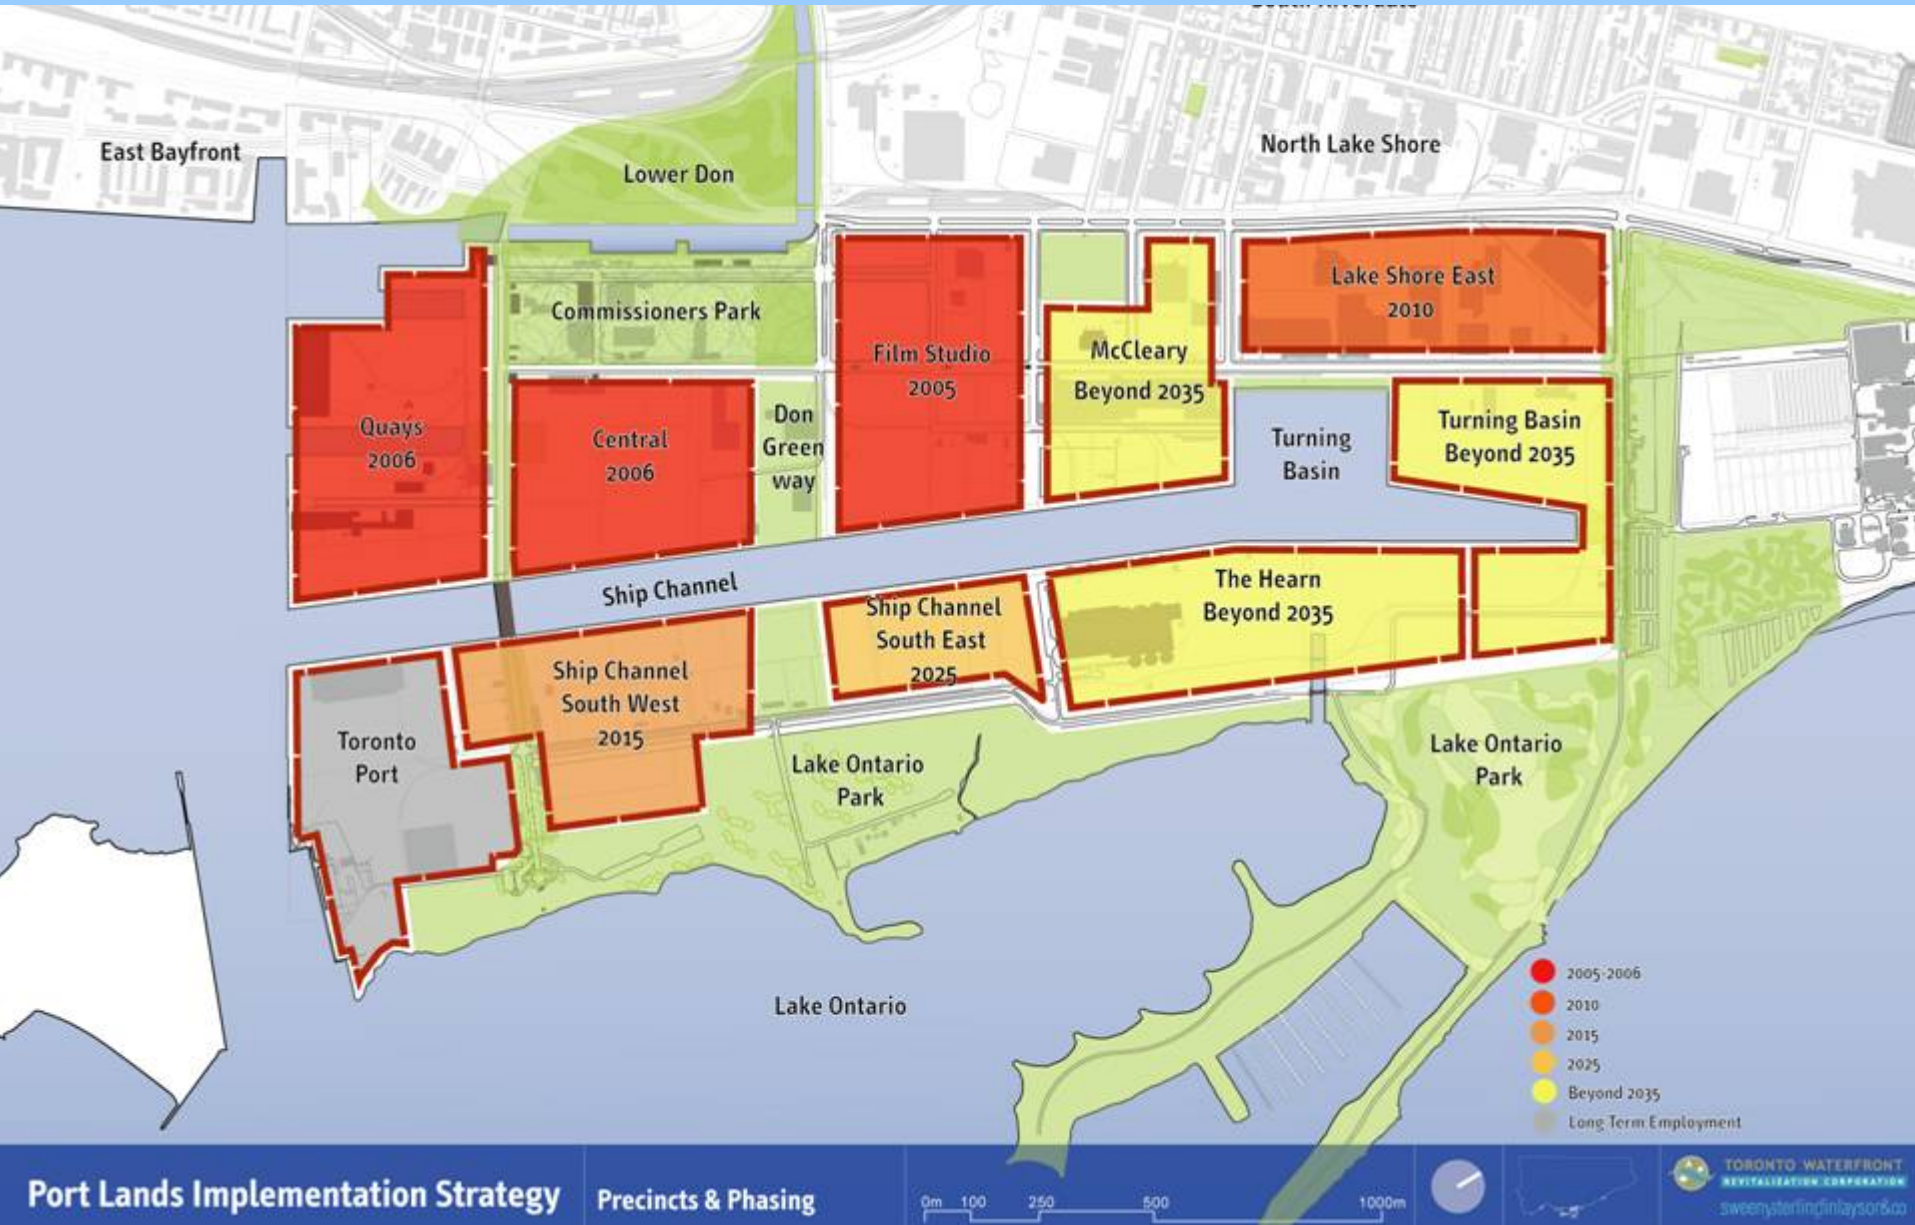 East Bayfront
Lower Don
North Lake Shore
Commissioners Park
Lake Shore East
2010
Film Studio
2005
McCleary
Beyond 2035
Quays
2006
Central
2006
Don
Green
way
Turning
Basin
Turning Basin
Beyond 2035
Ship Channel
Ship Channel
South East
2025
The Hearn
Beyond 2035
Ship Channel
South West
2015
Toronto
Port
Lake Ontario
Park
Lake Ontario
Park
Lake Ontario
2005-2006
2010
2015
2025
Beyond 2035
Long Term Employment
Port Lands Implementation Strategy
Precincts & Phasing
0m 100 250 500 1000m
TORONTO WATERFRONT
REVITALIZATION CORPORATION
sweenysterlingfinlayson&co